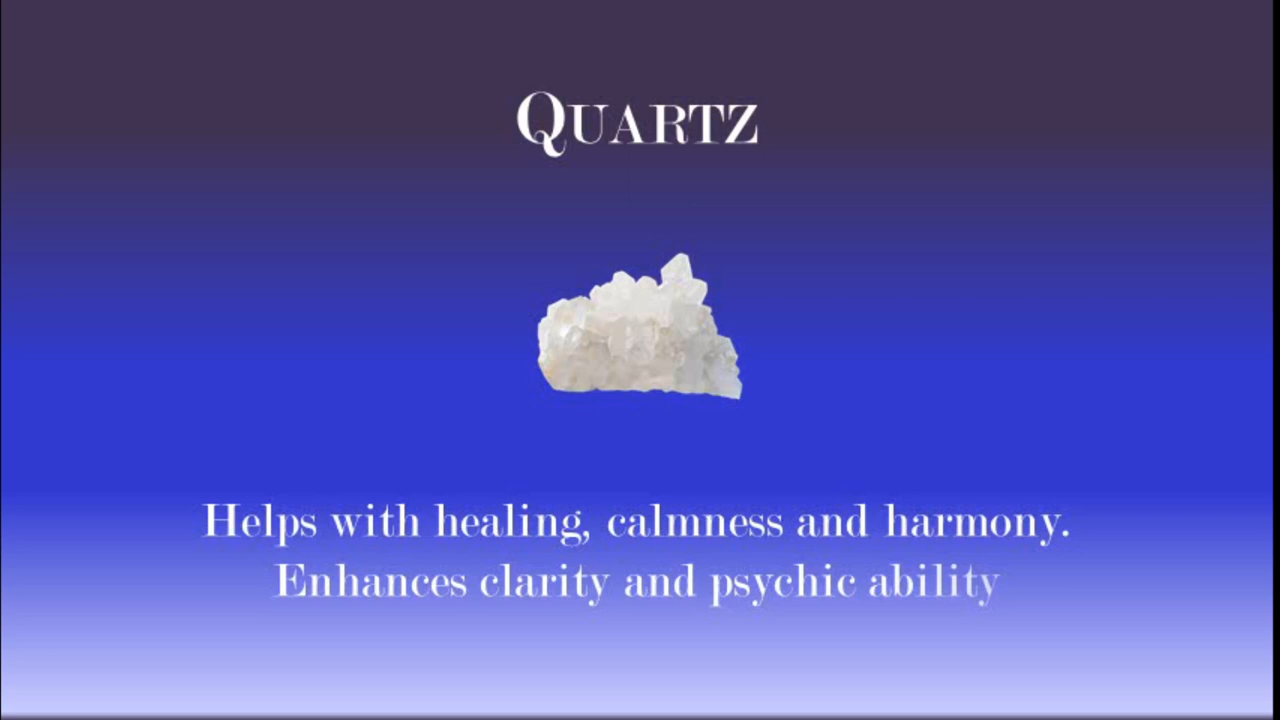 Quartz
Helps with healing, calmness and harmony.
Enhances clarity and psychic ability